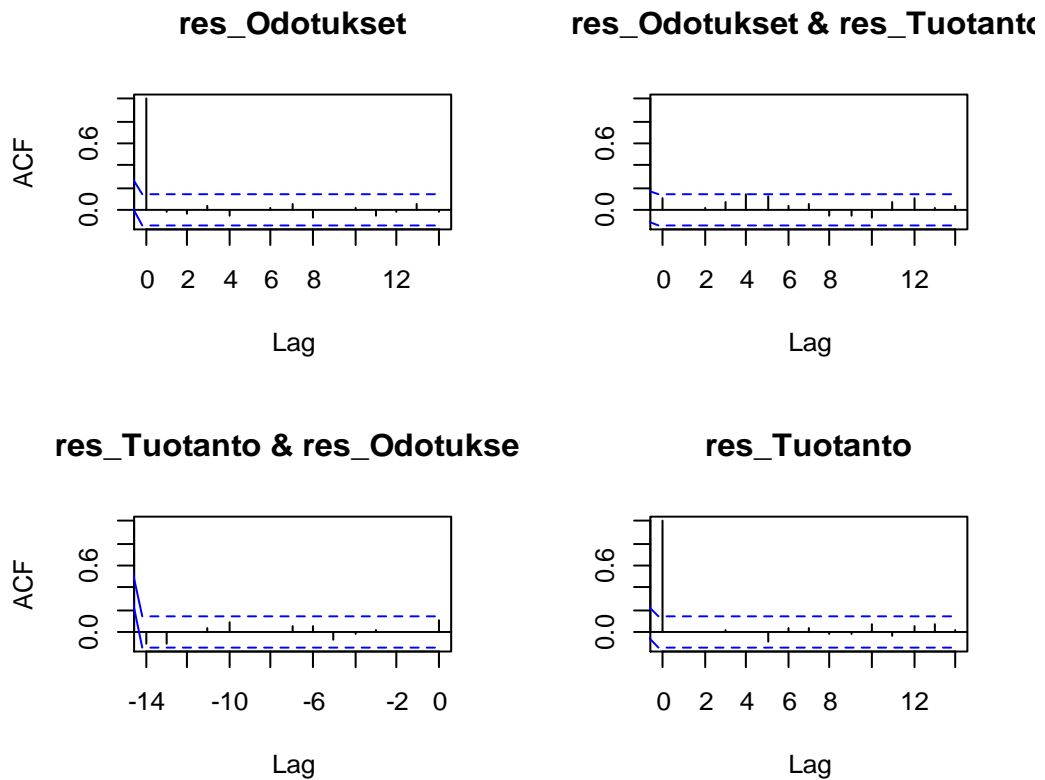 res_Odotukset
ACF
0.0 0.6
0 2 4 6 8 12
Lag
res_Odotukset & res_Tuotanto
0.0 0.6
0 2 4 6 8 12
Lag
res_Tuotanto & res_Odotukse
ACF
0.0 0.6
-14 -10 -6 -2 0
Lag
res_Tuotanto
0.0 0.6
0 2 4 6 8 12
Lag